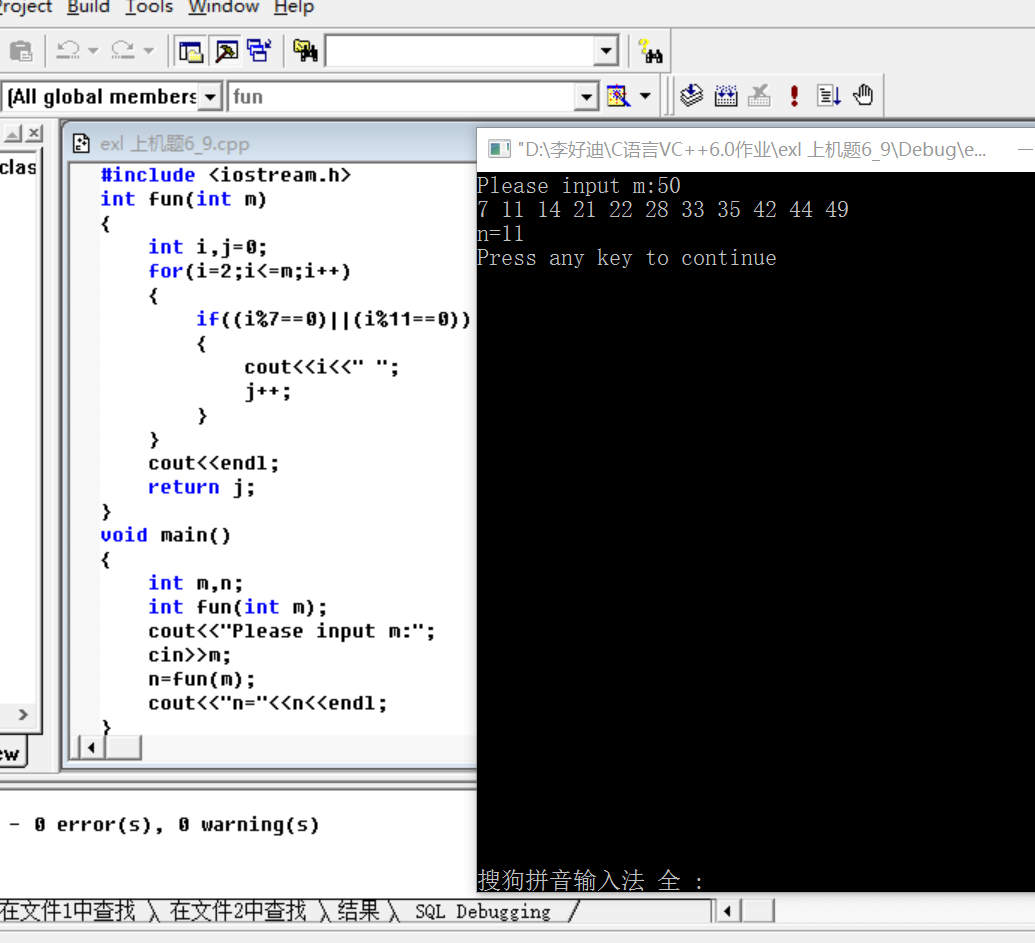 Project Build Tools Window Help
(All global members fun
clas
exl 上机题6_9.cpp
#include <iostream.h>
int fun(int m)
{
int i,j=0;
for(i=2;i<=m;i++)
{
if((i%7==0)||(i%11==0))
{
cout<<i<<" ";
j++;
}
}
cout<<endl;
return j;
}
void main()
{
int m,n;
int fun(int m);
cout<<"Please input m:";
cin>>m;
n=fun(m);
cout<<"n="<<n<<endl;
}
ew
"D:\李好迪\C语言VC++6.0作业\exl 上机题6_9\Debug\e...
Please input m:50
7 11 14 21 22 28 33 35 42 44 49
n=11
Press any key to continue
搜狗拼音输入法 全 :
- 0 error(s), 0 warning(s)
在文件1中查找 在文件2中查找 结果 SQL Debugging